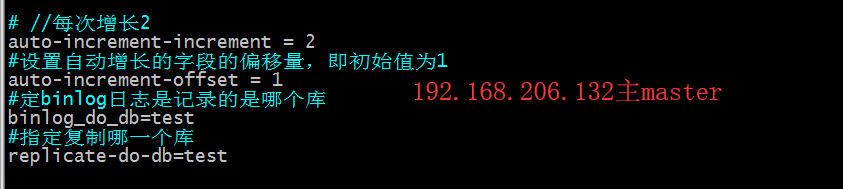 # //每次增长2
auto-increment-increment = 2
#设置自动增长的字段的偏移量，即初始值为1
auto-increment-offset = 1
#定binlog日志是记录的是哪个库
binlog_do_db=test
#指定复制哪一个库
replicate-do-db=test
192.168.206.132主master